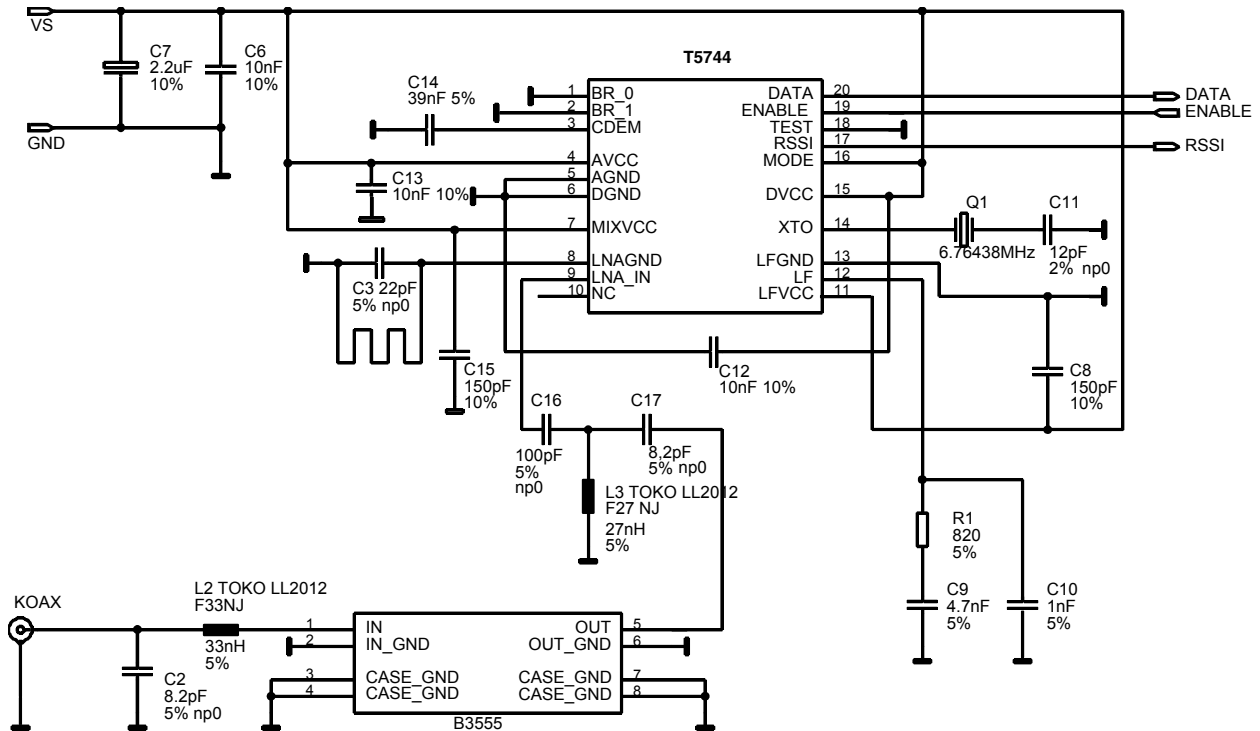 VS
C7
2.2uF
10%
C6
10nF
10%
GND
T5744
C14
39nF 5%
1 BR_0
2 BR_1
3 CDEM
4 AVCC
5 AGND
6 DGND
7 MIXVCC
8 LNAGND
9 LNA_IN
10 NC
DATA 20
ENABLE 19
TEST 18
RSSI 17
MODE 16
DVCC 15
XTO 14
LFGND 13
LF 12
LFVCC 11
DATA
ENABLE
RSSI
C13
10nF 10%
Q1
6.76438MHz
C11
12pF
2% np0
C3 22pF
5% np0
C15
150pF
10%
C12
10nF 10%
C8
150pF
10%
C16
100pF
5%
np0
C17
8,2pF
5% np0
L3 TOKO LL2012
F27 NJ
27nH
5%
R1
820
5%
C9
4.7nF
5%
C10
1nF
5%
KOAX
L2 TOKO LL2012
F33NJ
33nH
5%
C2
8.2pF
5% np0
1 IN
2 IN_GND
3 CASE_GND
4 CASE_GND
OUT 5
OUT_GND 6
CASE_GND 7
CASE_GND 8
B3555